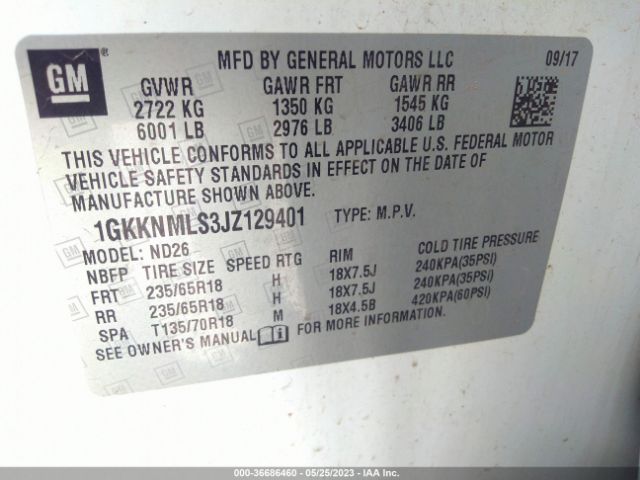 GM ® MFD BY GENERAL MOTORS LLC 09/17
GVWR GAWR FRT GAWR RR
2722 KG 1350 KG 1545 KG
6001 LB 2976 LB 3406 LB
THIS VEHICLE CONFORMS TO ALL APPLICABLE U.S. FEDERAL MOTOR
VEHICLE SAFETY STANDARDS IN EFFECT ON THE DATE OF
MANUFACTURE SHOWN ABOVE.
1GKKNMLS3JZ129401 TYPE: M.P.V.
MODEL: ND26
NBFP TIRE SIZE SPEED RTG RIM COLD TIRE PRESSURE
FRT 235/65R18 H 18X7.5J 240KPA(35PSI)
RR 235/65R18 H 18X7.5J 240KPA(35PSI)
SPA T135/70R18 M 18X4.5B 420KPA(60PSI)
SEE OWNER'S MANUAL FOR MORE INFORMATION.
000-36686460 - 05/25/2023 - IAA Inc.